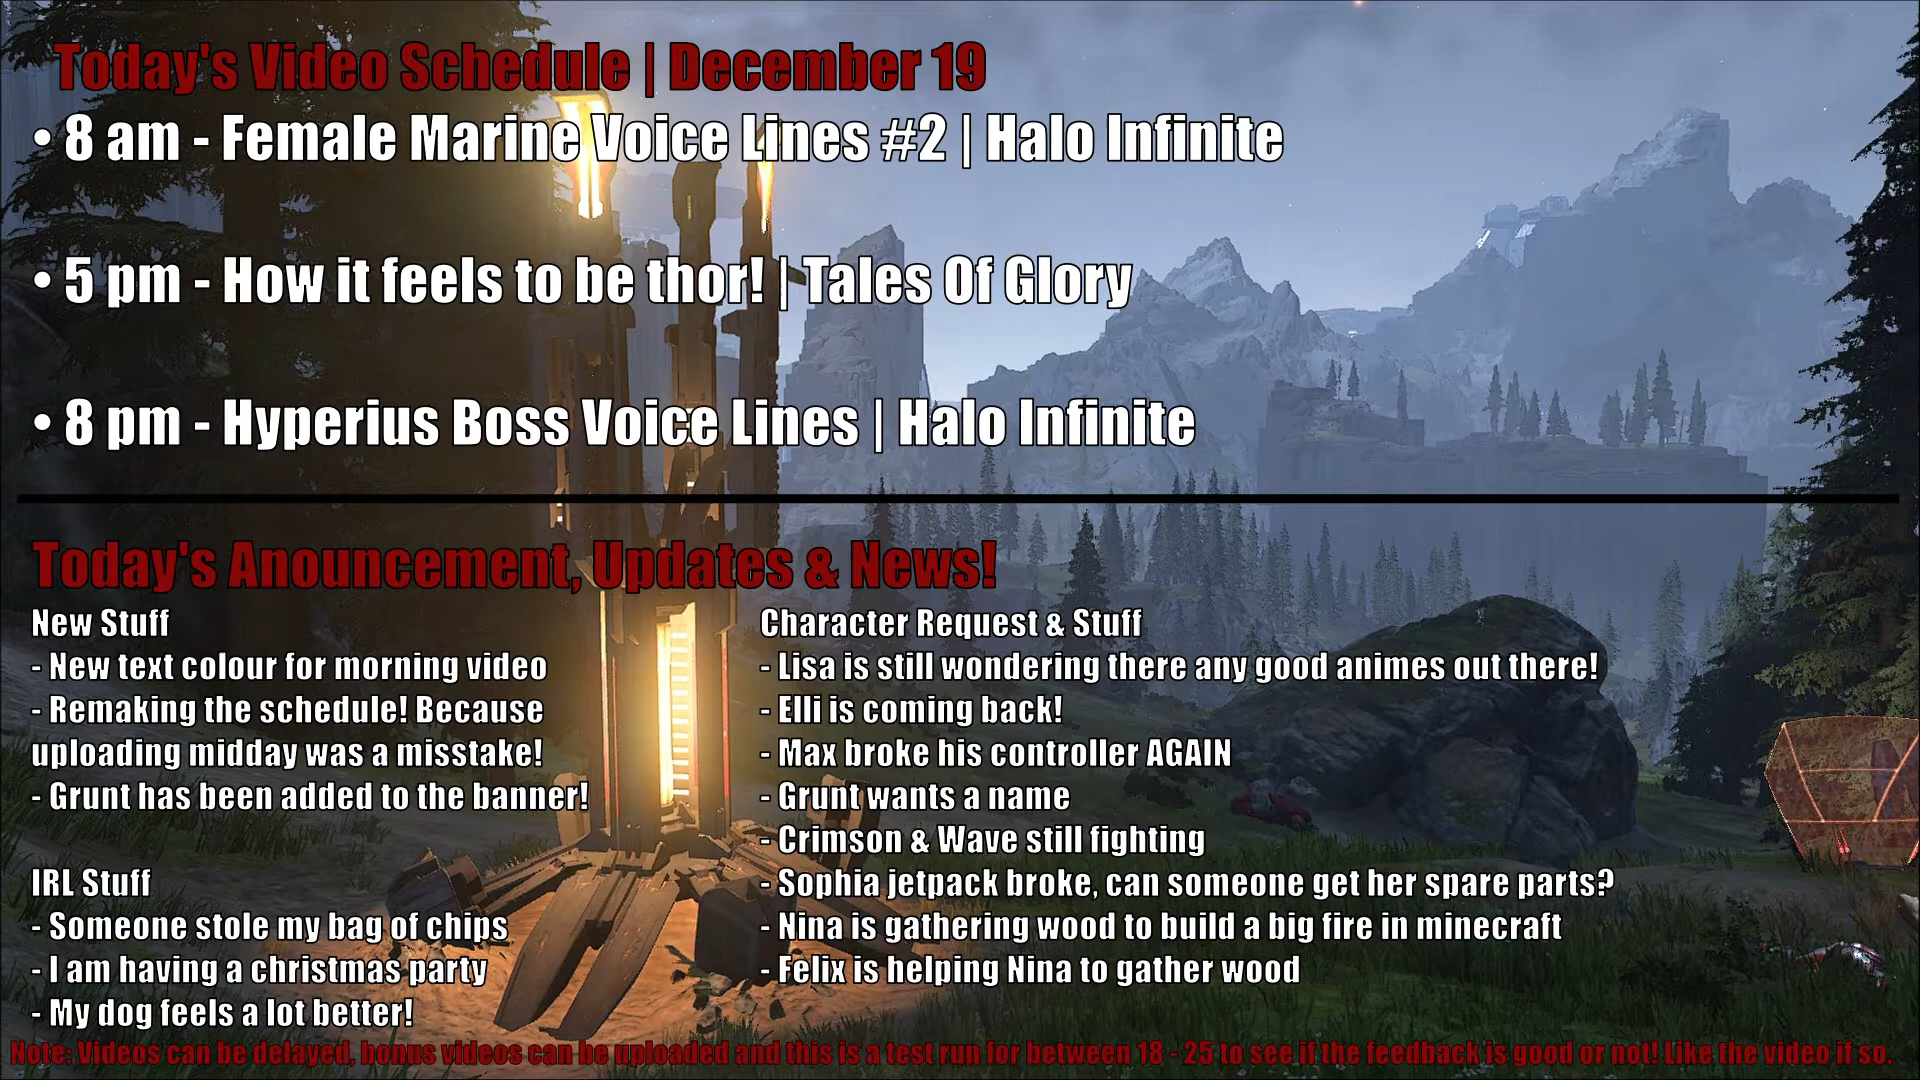 Today's Video Schedule | December 19
• 8 am - Female Marine Voice Lines #2 | Halo Infinite
• 5 pm - How it feels to be thor! | Tales Of Glory
• 8 pm - Hyperius Boss Voice Lines | Halo Infinite
Today's Anouncement, Updates & News!
New Stuff
- New text colour for morning video
- Remaking the schedule! Because
uploading midday was a misstake!
- Grunt has been added to the banner!
IRL Stuff
- Someone stole my bag of chips
- I am having a christmas party
- My dog feels a lot better!
Character Request & Stuff
- Lisa is still wondering there any good animes out there!
- Elli is coming back!
- Max broke his controller AGAIN
- Grunt wants a name
- Crimson & Wave still fighting
- Sophia jetpack broke, can someone get her spare parts?
- Nina is gathering wood to build a big fire in minecraft
- Felix is helping Nina to gather wood
Note: Videos can be delayed, bonus videos can be uploaded and this is a test run for between 18 - 25 to see if the feedback is good or not! Like the video if so.